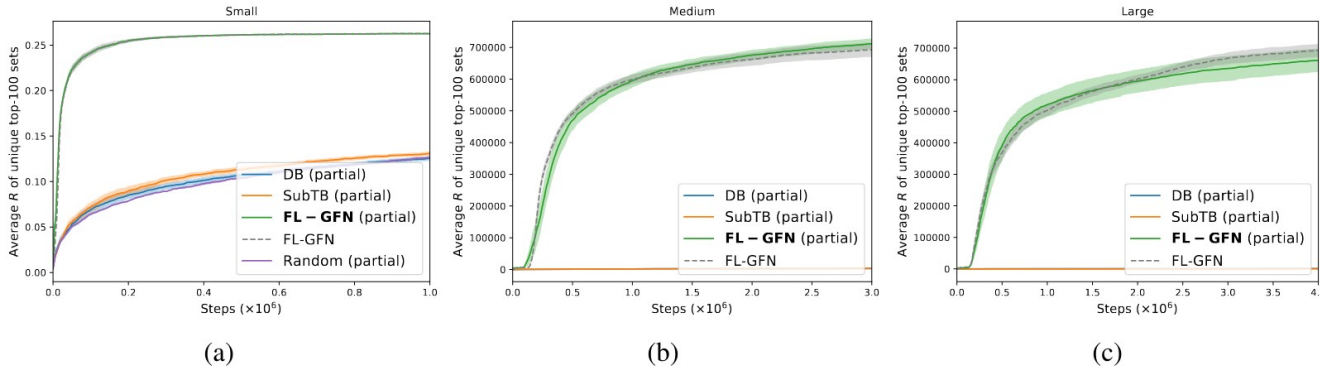 Small
Average R of unique top-100 sets
0.25
0.20
0.15
0.10
0.05
0.00
DB (partial)
SubTB (partial)
FL − GFN (partial)
FL-GFN
Random (partial)
0.0 0.2 0.4 0.6 0.8 1.0
Steps (×10⁶)
(a)
Medium
Average R of unique top-100 sets
700000
600000
500000
400000
300000
200000
100000
0
DB (partial)
SubTB (partial)
FL − GFN (partial)
FL-GFN
0.0 0.5 1.0 1.5 2.0 2.5 3.0
Steps (×10⁶)
(b)
Large
Average R of unique top-100 sets
700000
600000
500000
400000
300000
200000
100000
0
DB (partial)
SubTB (partial)
FL − GFN (partial)
FL-GFN
0.0 0.5 1.0 1.5 2.0 2.5 3.0 3.5 4.
Steps (×10⁶)
(c)